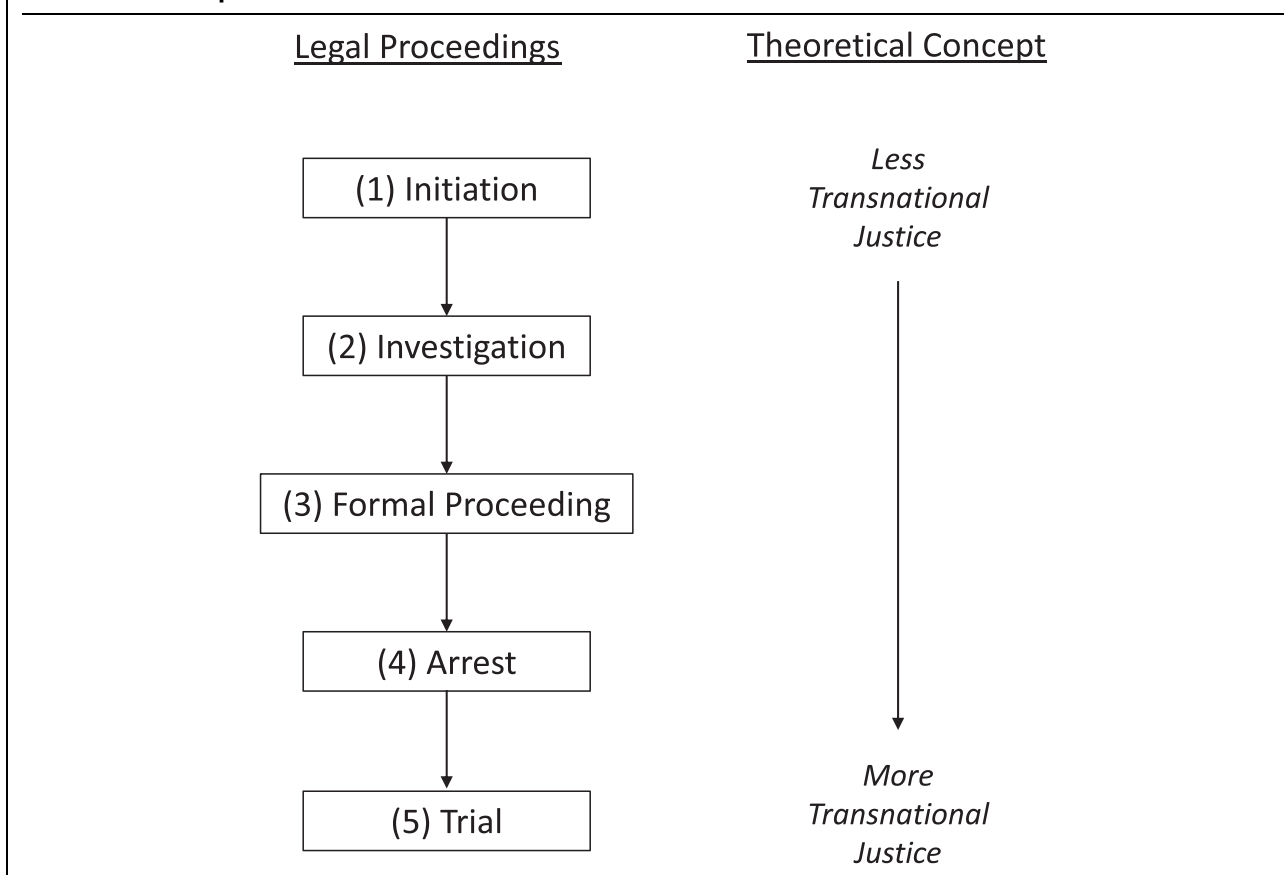 Legal Proceedings
Theoretical Concept
(1) Initiation
(2) Investigation
(3) Formal Proceeding
(4) Arrest
(5) Trial
Less
Transnational
Justice
More
Transnational
Justice